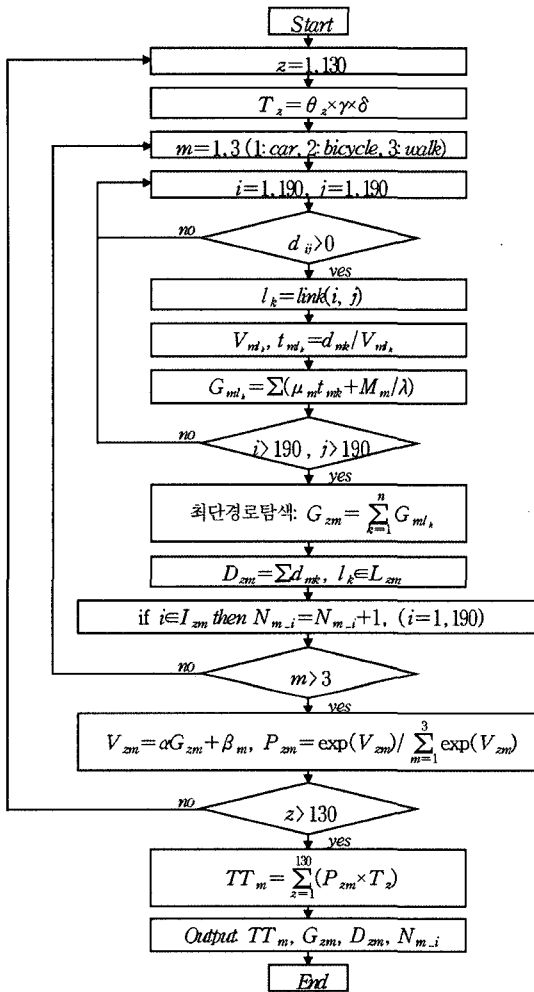 Start
z=1,130
T_z=θ_z×γ×δ
m=1,3 (1: car, 2: bicycle, 3: walk)
i=1,190, j=1,190
no
d_ij>0
yes
l_k=link(i, j)
V_ml_k, t_ml_k=d_mk/V_ml_k
G_ml_k=∑(μ_m t_mk+M_m/λ)
no
i>190, j>190
yes
최단경로탐색: G_zm=∑_{k=1}^{n} G_ml_k
D_zm=∑d_mk, l_k∈L_zm
if i∈I_zm then N_m_i=N_m_i+1, (i=1,190)
no
m>3
yes
V_zm=αG_zm+β_m, P_zm=exp(V_zm)/∑_{m=1}^{3} exp(V_zm)
no
z>130
yes
TT_m=∑_{z=1}^{130}(P_zm×T_z)
Output TT_m, G_zm, D_zm, N_m_i
End